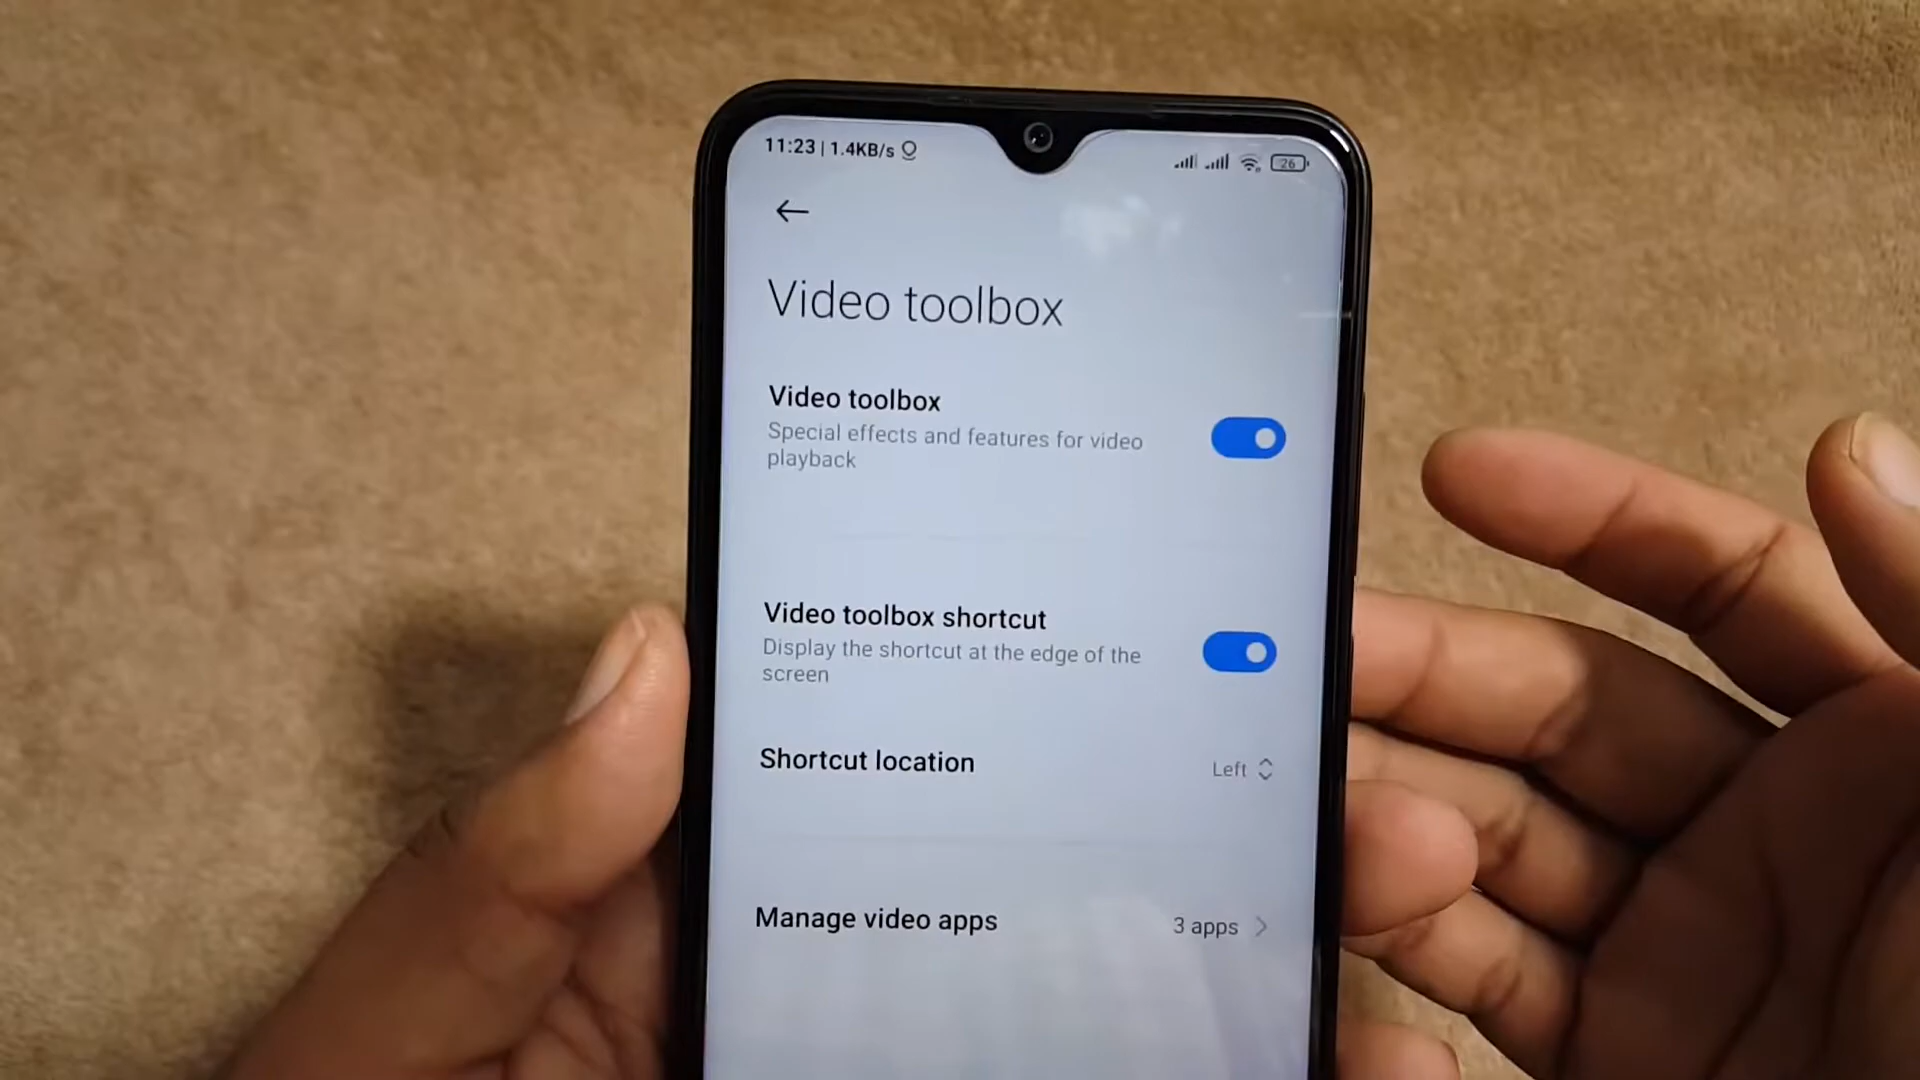 11:23 | 1.4KB/s
26
Video toolbox
Video toolbox
Special effects and features for video
playback
Video toolbox shortcut
Display the shortcut at the edge of the
screen
Shortcut location
Left
Manage video apps
3 apps